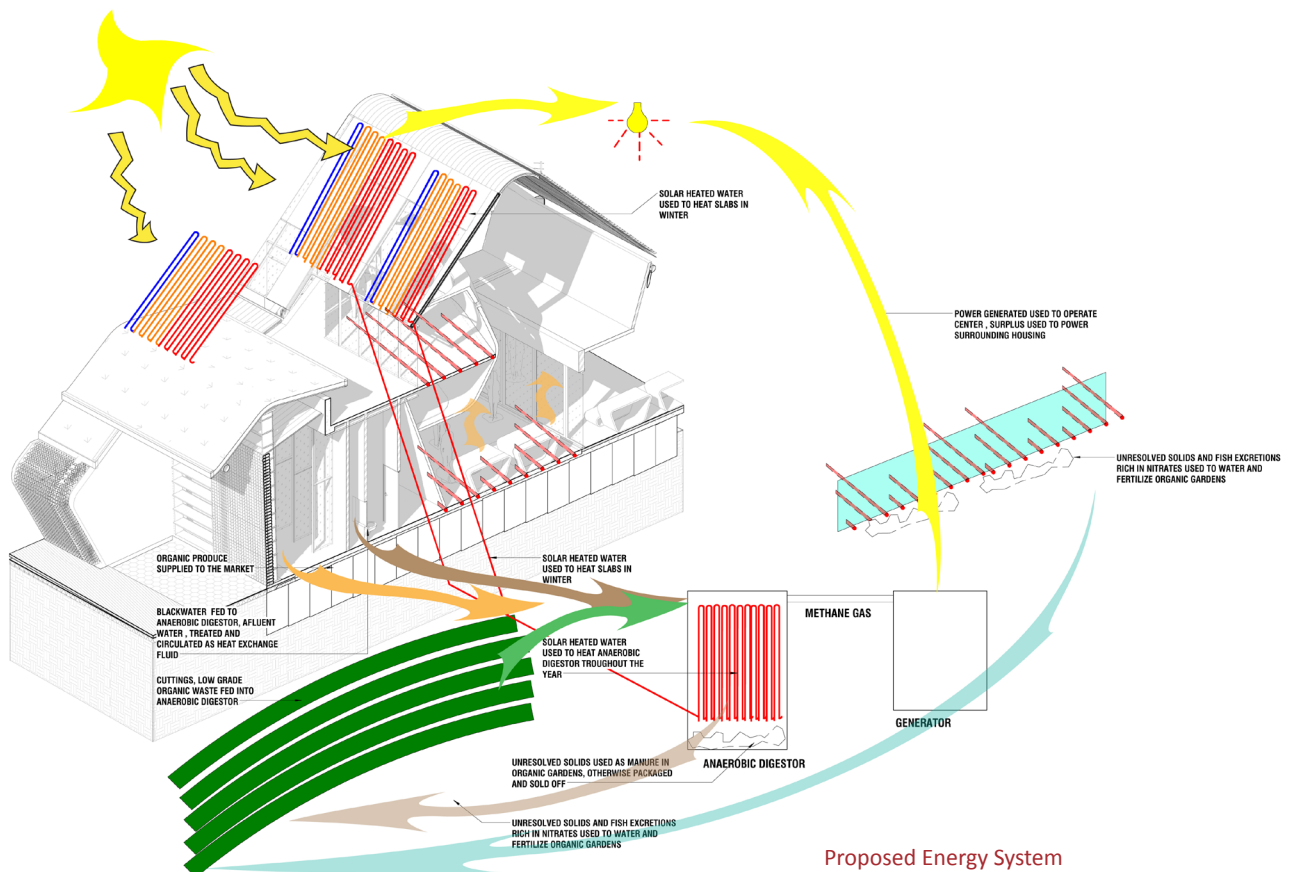 SOLAR HEATED WATER
USED TO HEAT SLABS IN
WINTER
POWER GENERATED USED TO OPERATE
CENTER , SURPLUS USED TO POWER
SURROUNDING HOUSING
UNRESOLVED SOLIDS AND FISH EXCRETIONS
RICH IN NITRATES USED TO WATER AND
FERTILIZE ORGANIC GARDENS
ORGANIC PRODUCE
SUPPLIED TO THE MARKET
SOLAR HEATED WATER
USED TO HEAT SLABS IN
WINTER
BLACKWATER FED TO
ANAEROBIC DIGESTOR, AFLUENT
WATER , TREATED AND
CIRCULATED AS HEAT EXCHANGE
FLUID
METHANE GAS
SOLAR HEATED WATER
USED TO HEAT ANAEROBIC
DIGESTOR TROUGHOUT THE
YEAR
CUTTINGS, LOW GRADE
ORGANIC WASTE FED INTO
ANAEROBIC DIGESTOR
GENERATOR
ANAEROBIC DIGESTOR
UNRESOLVED SOLIDS USED AS MANURE IN
ORGANIC GARDENS, OTHERWISE PACKAGED
AND SOLD OFF
UNRESOLVED SOLIDS AND FISH EXCRETIONS
RICH IN NITRATES USED TO WATER AND
FERTILIZE ORGANIC GARDENS
Proposed Energy System